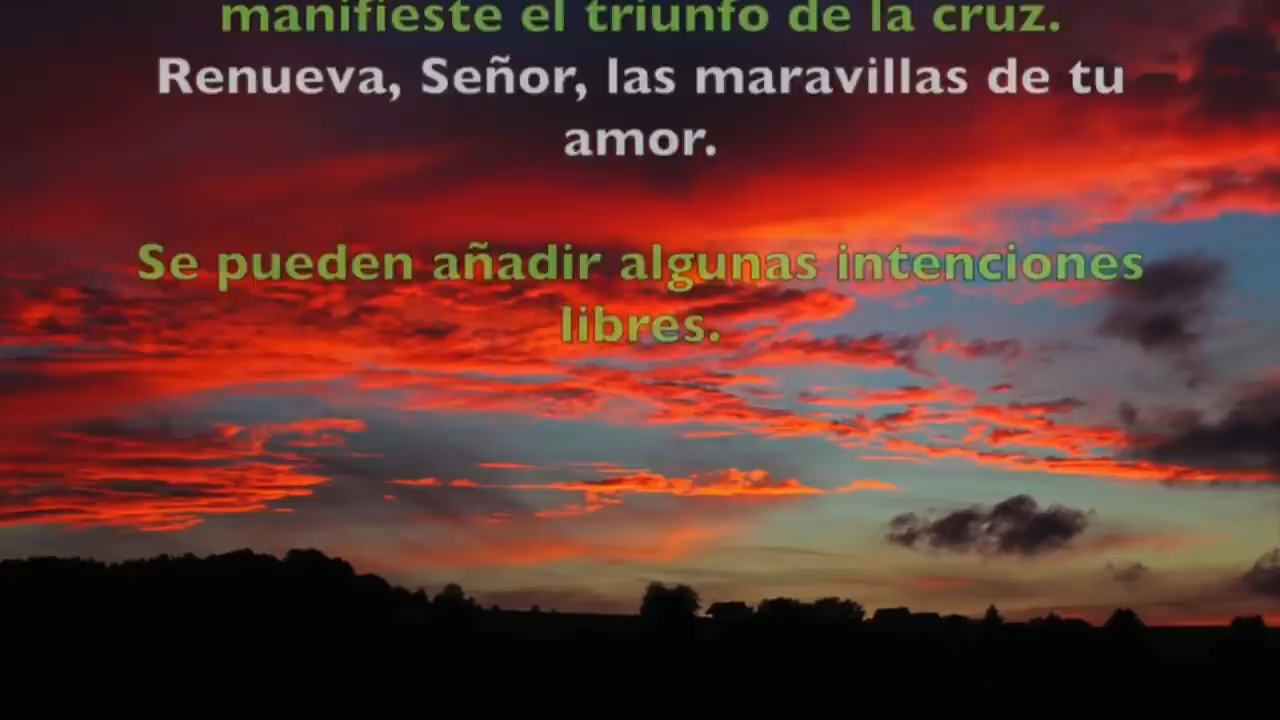 manifieste el triunfo de la cruz.
Renueva, Señor, las maravillas de tu
amor.
Se pueden añadir algunas intenciones
libres.